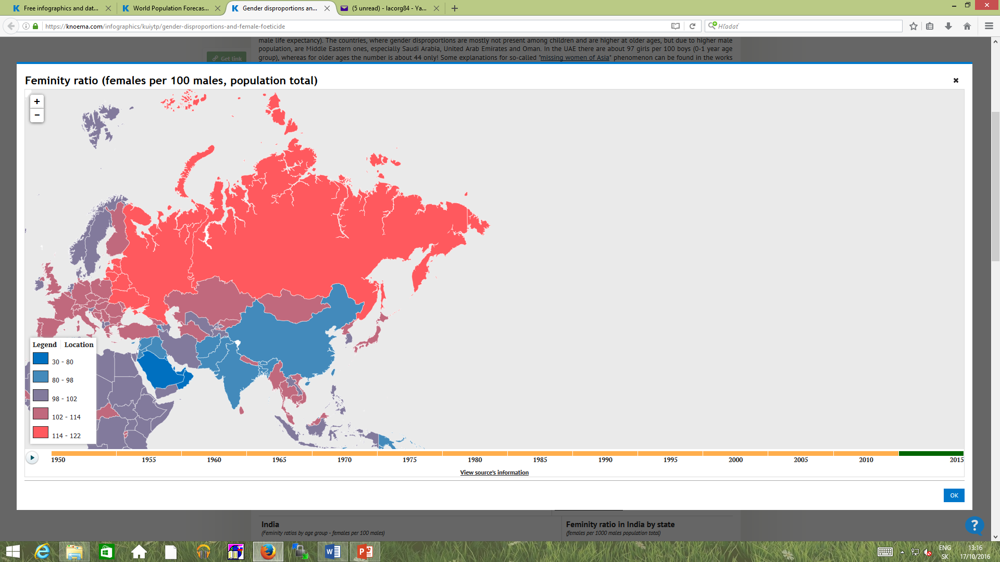 Free infographics and dat...
World Population Forecas...
Gender disproportions an...
(5 unread) - lacorg84 - Ya...
https://knoema.com/infographics/kuiytp/gender-disproportions-and-female-foeticide
Hľadať
male life expectancy). The countries, where gender disproportions are mostly not present among children and are higher at older ages, but due to higher male
population, are Middle Eastern ones, especially Saudi Arabia, United Arab Emirates and Oman. In the UAE there are about 97 girls per 100 boys (0-1 year age
group), whereas for older ages the number is about 44 only! Some explanations for so-called "missing women of Asia" phenomenon can be found in the works
Get link
Feminity ratio (females per 100 males, population total)
+
−
Legend Location
30 - 80
80 - 98
98 - 102
102 - 114
114 - 122
1950 1955 1960 1965 1970 1975 1980 1985 1990 1995 2000 2005 2010 2015
View source's information
OK
India
(Feminity ratios by age group - females per 100 males)
Feminity ratio in India by state
(females per 1000 males population total)
?
ENG
SK
13:16
17/10/2016